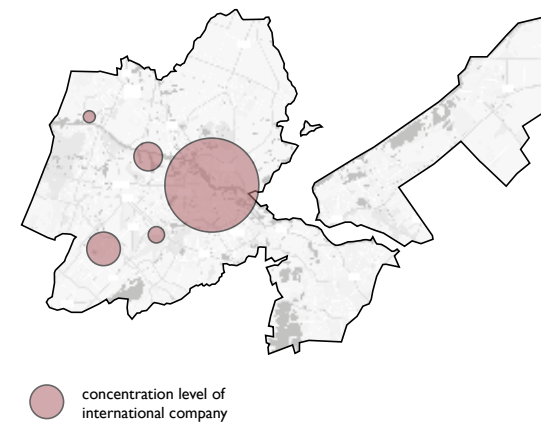 concentration level of
international company